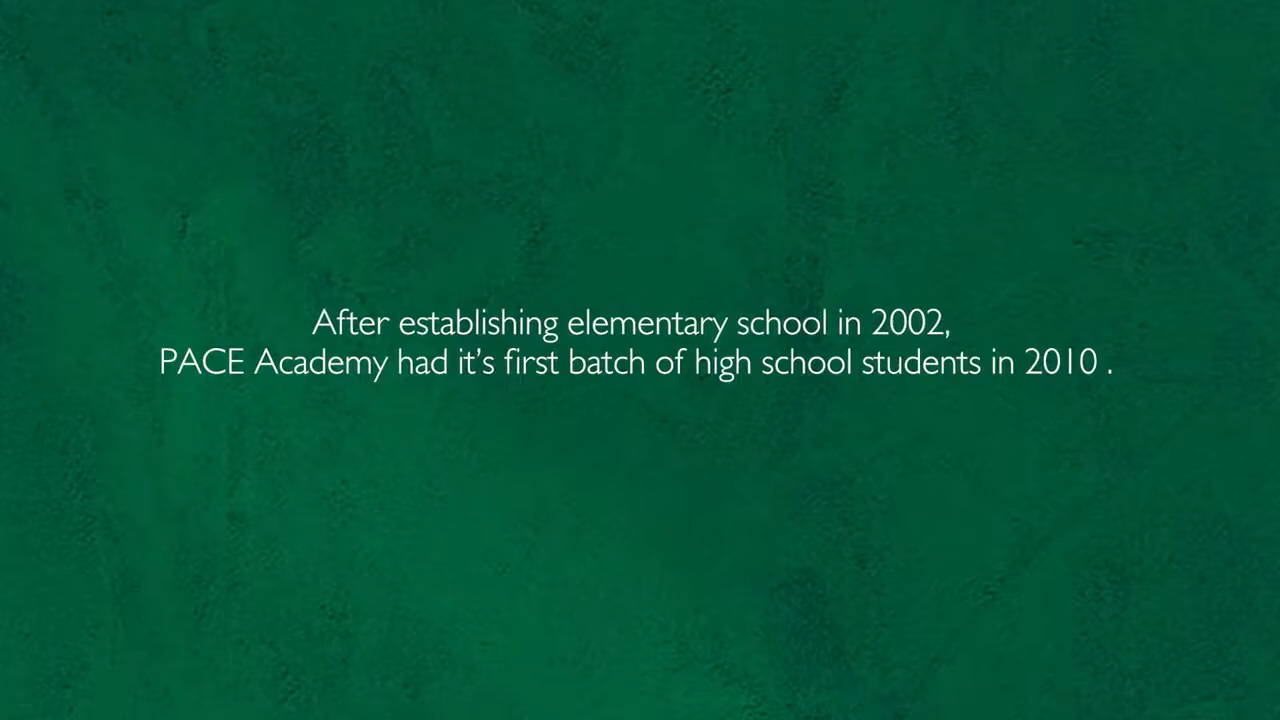 After establishing elementary school in 2002,
PACE Academy had it’s first batch of high school students in 2010 .